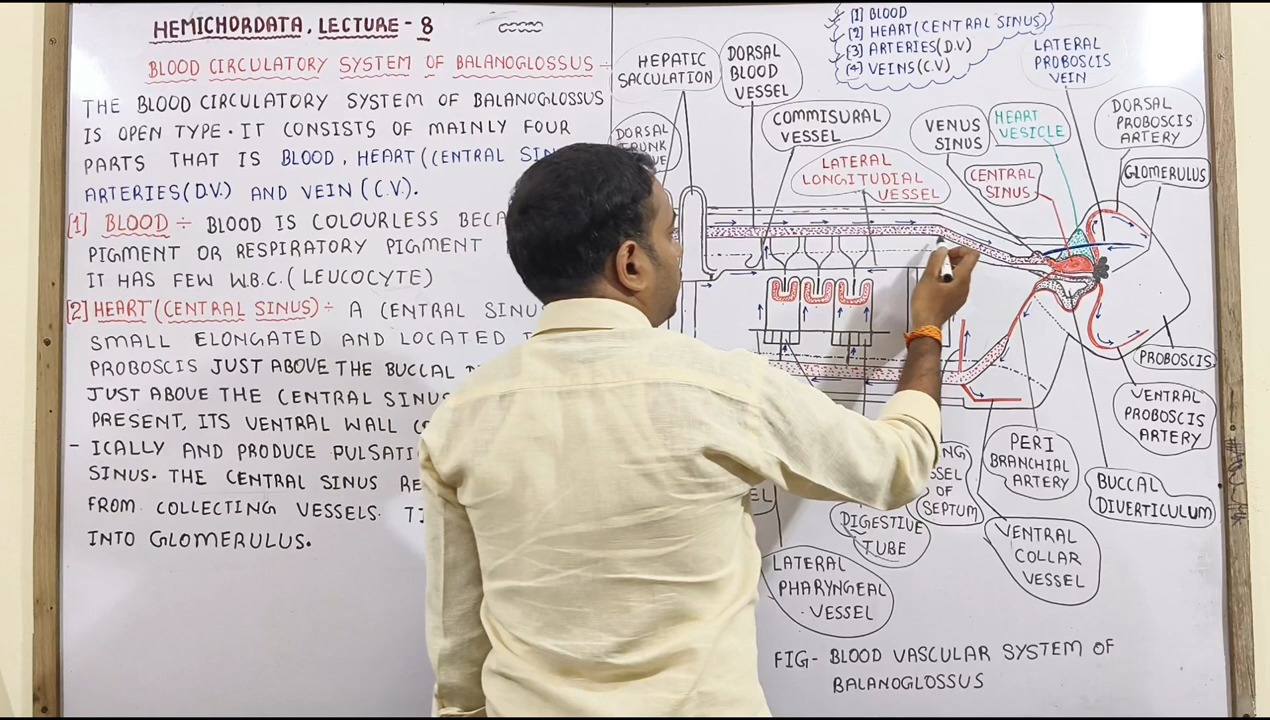 HEMICHORDATA, LECTURE - 8
BLOOD CIRCULATORY SYSTEM OF BALANOGLOSSUS ÷
THE BLOOD CIRCULATORY SYSTEM OF BALANOGLOSSUS
IS OPEN TYPE. IT CONSISTS OF MAINLY FOUR
PARTS THAT IS BLOOD, HEART (CENTRAL
ARTERIES(D.V.) AND VEIN (C.V.).
[1] BLOOD ÷ BLOOD IS COLOURLESS
PIGMENT OR RESPIRATORY PIGMENT
IT HAS FEW W.B.C. (LEUCOCYTE)
[2] HEART (CENTRAL SINUS) ÷ A CENTRAL
SMALL ELONGATED AND LOCATED
PROBOSCIS JUST ABOVE THE BUCCAL
JUST ABOVE THE CENTRAL
PRESENT, ITS VENTRAL WALL
- ICALLY AND PRODUCE
SINUS. THE CENTRAL SINUS
FROM COLLECTING VESSELS.
INTO GLOMERULUS.
[1] BLOOD
[2] HEART (CENTRAL SINUS)
[3] ARTERIES (D.V)
[4] VEINS (C.V)
HEPATIC
SACCULATION
DORSAL
BLOOD
VESSEL
DORSAL
COMMISURAL
VESSEL
LATERAL
LONGITUDIAL
VESSEL
VENUS
SINUS
HEART
VESICLE
CENTRAL
SINUS
LATERAL
PROBOSCIS
VEIN
DORSAL
PROBOSCIS
ARTERY
GLOMERULUS
PROBOSCIS
VENTRAL
PROBOSCIS
ARTERY
BUCCAL
DIVERTICULUM
PERI
BRANCHIAL
ARTERY
VENTRAL
COLLAR
VESSEL
OF
SEPTUM
DIGESTIVE
TUBE
LATERAL
PHARYNGEAL
VESSEL
FIG- BLOOD VASCULAR SYSTEM OF
BALANOGLOSSUS